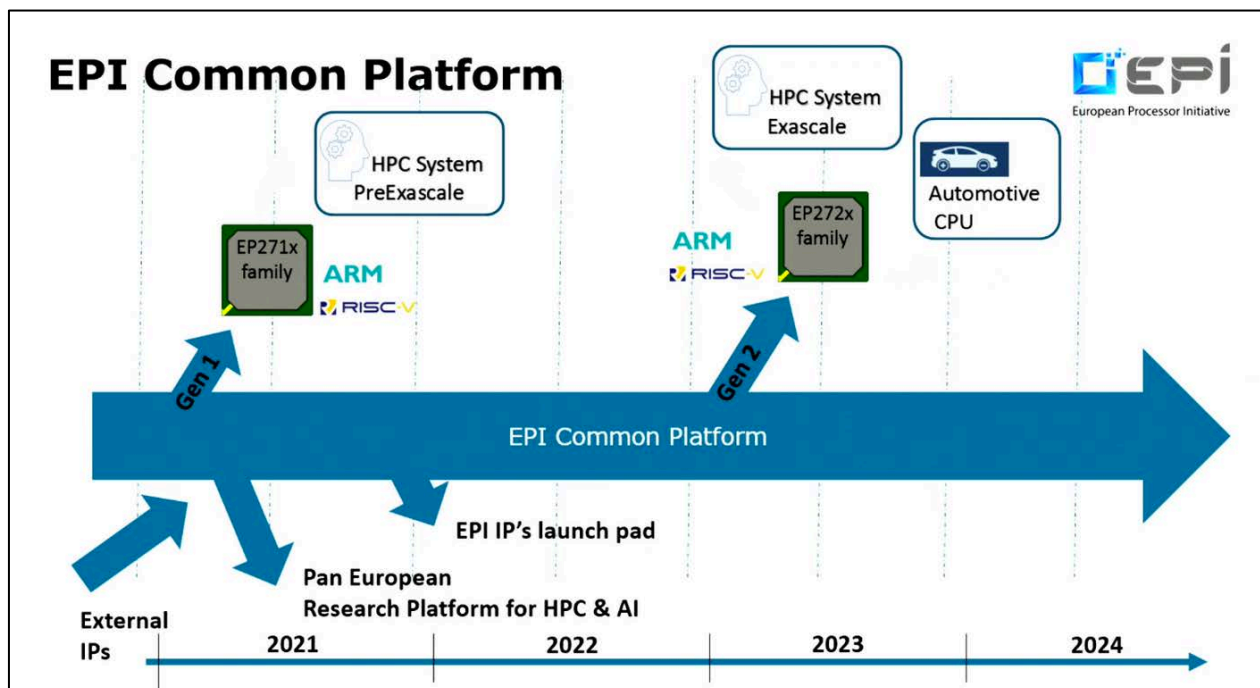 EPI Common Platform
EPI
European Processor Initiative
HPC System
PreExascale
HPC System
Exascale
Automotive
CPU
EP271x
family
ARM
RISC-V
ARM
RISC-V
EP272x
family
Gen 1
Gen 2
EPI Common Platform
EPI IP's launch pad
Pan European
Research Platform for HPC & AI
External
IPs
2021
2022
2023
2024